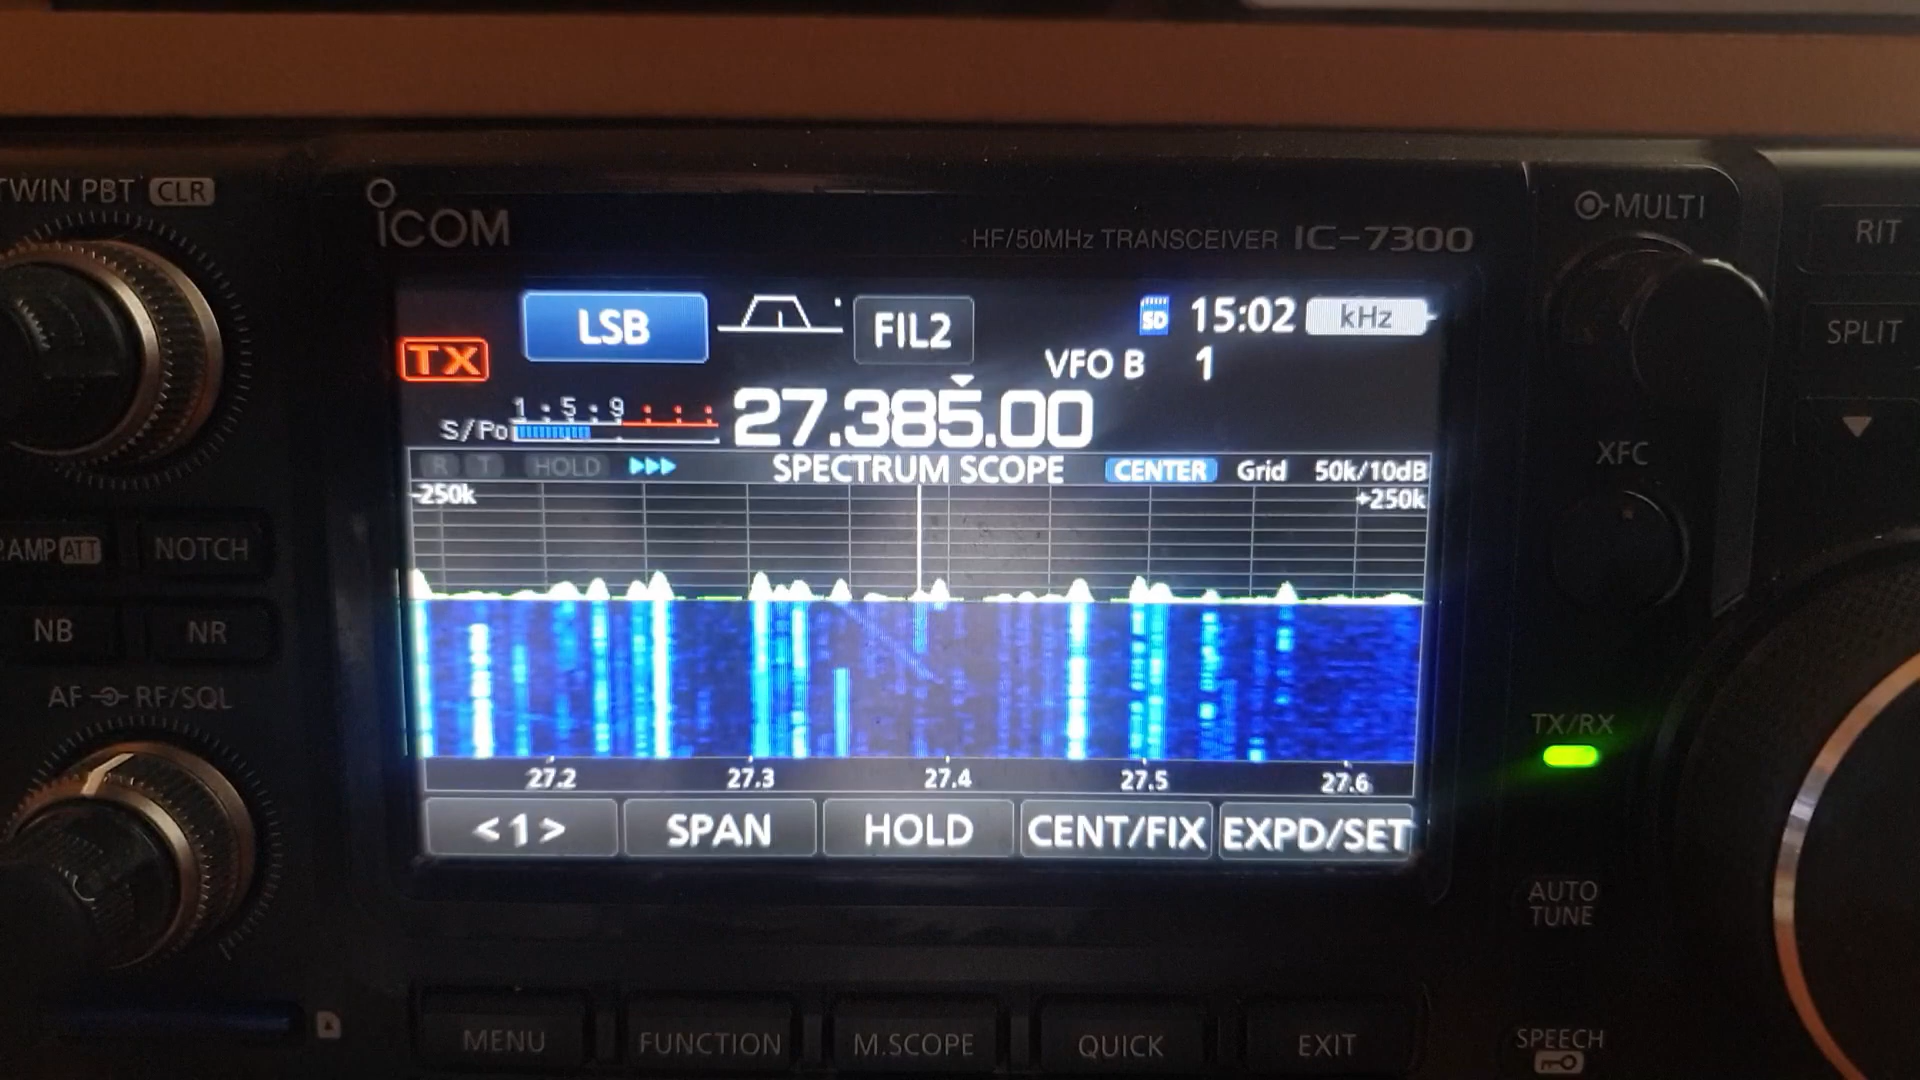 TWIN PBT CLR
ICOM
HF/50MHz TRANSCEIVER IC-7300
MULTI
RIT
LSB
FIL2
SD
15:02
kHz
TX
VFO B 1
SPLIT
1 5 9
S/Po
27.385.00
R T HOLD
SPECTRUM SCOPE
CENTER
Grid
50k/10dB
-250k
+250k
XFC
P.AMP ATT
NOTCH
NB
NR
AF RF/SQL
TX/RX
27.2 27.3 27.4 27.5 27.6
<1>
SPAN
HOLD
CENT/FIX
EXPD/SET
AUTO
TUNE
MENU
FUNCTION
M.SCOPE
QUICK
EXIT
SPEECH